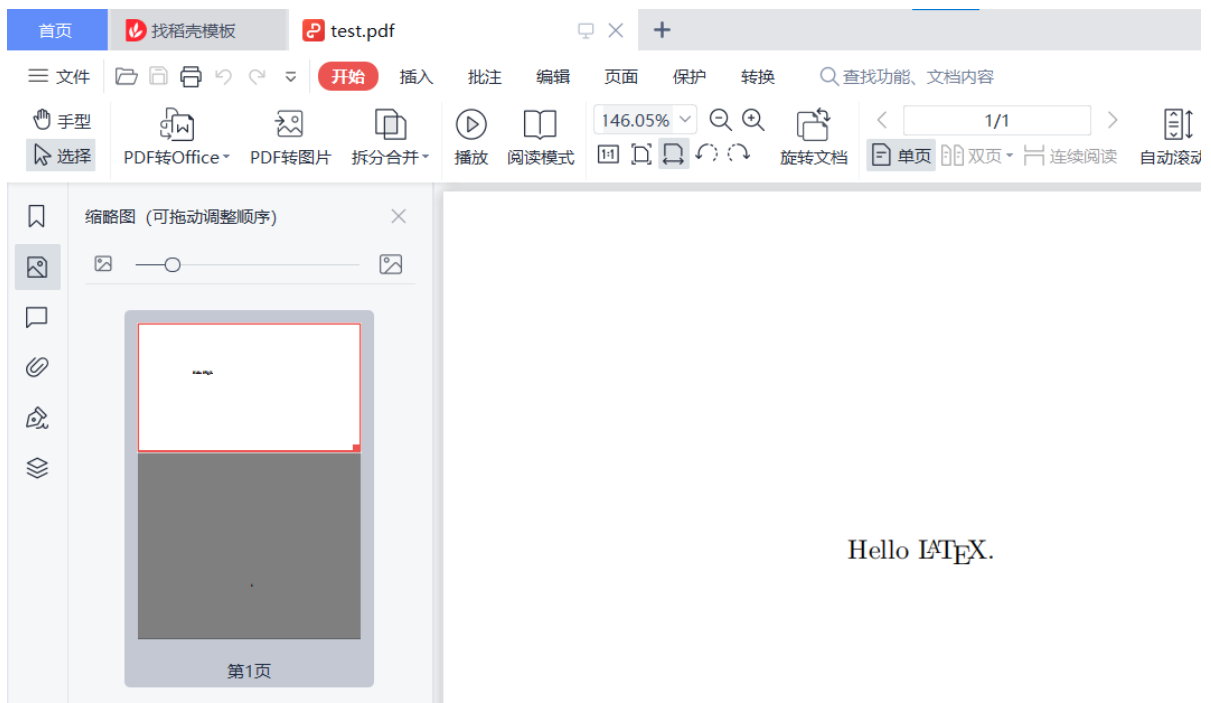 首页 找稻壳模板 test.pdf
文件 开始 插入 批注 编辑 页面 保护 转换 查找功能、文档内容
手型 146.05% 1/1
选择 PDF转Office PDF转图片 拆分合并 播放 阅读模式 1:1 旋转文档 单页 双页 连续阅读 自动滚动
缩略图 (可拖动调整顺序)
Hello LATEX.
第1页